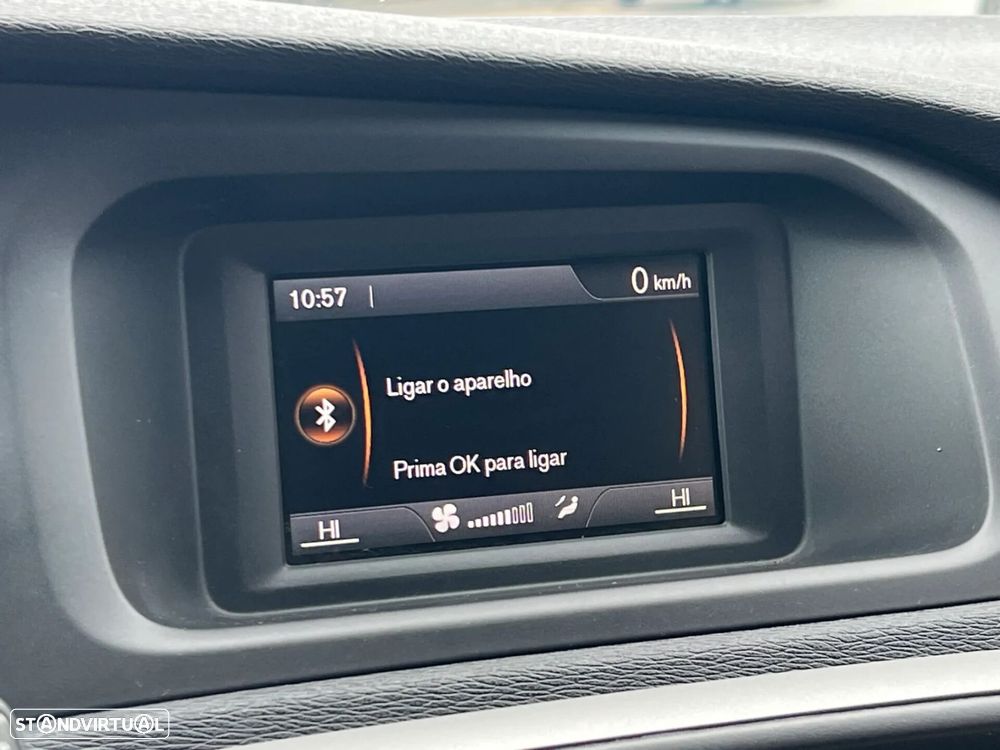 10:57 0 km/h
Ligar o aparelho
Prima OK para ligar
HI HI
STANDVIRTUAL